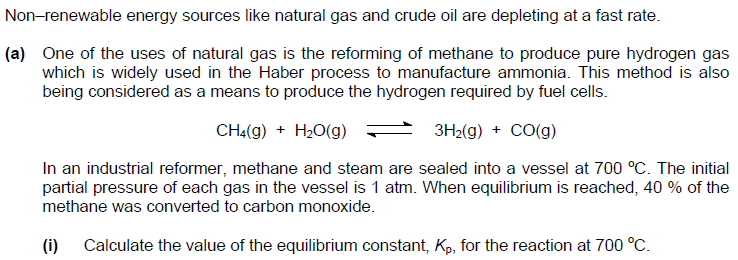 Non–renewable energy sources like natural gas and crude oil are depleting at a fast rate.
(a) One of the uses of natural gas is the reforming of methane to produce pure hydrogen gas
which is widely used in the Haber process to manufacture ammonia. This method is also
being considered as a means to produce the hydrogen required by fuel cells.
CH₄(g) + H₂O(g) ⇌ 3H₂(g) + CO(g)
In an industrial reformer, methane and steam are sealed into a vessel at 700 °C. The initial
partial pressure of each gas in the vessel is 1 atm. When equilibrium is reached, 40 % of the
methane was converted to carbon monoxide.
(i) Calculate the value of the equilibrium constant, Kₚ, for the reaction at 700 °C.